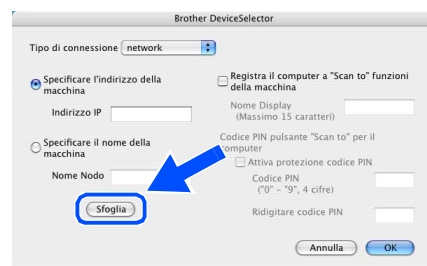 Brother DeviceSelector
Tipo di connessione network
Specificare l'indirizzo della
macchina
Indirizzo IP
Specificare il nome della
macchina
Nome Nodo
Sfoglia
Registra il computer a "Scan to" funzioni
della macchina
Nome Display
(Massimo 15 caratteri)
Codice PIN pulsante "Scan to" per il
computer
Attiva protezione codice PIN
Codice PIN
("0" - "9", 4 cifre)
Ridigitare codice PIN
Annulla
OK